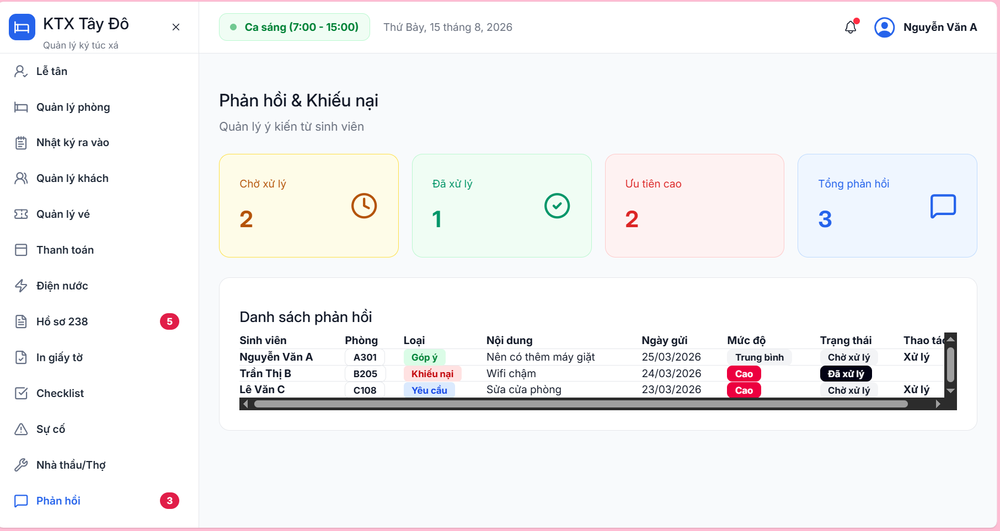 KTX Tây Đô
Quản lý ký túc xá
Lễ tân
Quản lý phòng
Nhật ký ra vào
Quản lý khách
Quản lý vé
Thanh toán
Điện nước
Hồ sơ 238 5
In giấy tờ
Checklist
Sự cố
Nhà thầu/Thợ
Phản hồi 3
Ca sáng (7:00 - 15:00) Thứ Bảy, 15 tháng 8, 2026 Nguyễn Văn A
Phản hồi & Khiếu nại
Quản lý ý kiến từ sinh viên
Chờ xử lý
2
Đã xử lý
1
Ưu tiên cao
2
Tổng phản hồi
3
Danh sách phản hồi
Sinh viên Phòng Loại Nội dung Ngày gửi Mức độ Trạng thái Thao tác
Nguyễn Văn A A301 Góp ý Nên có thêm máy giặt 25/03/2026 Trung bình Chờ xử lý Xử lý
Trần Thị B B205 Khiếu nại Wifi chậm 24/03/2026 Cao Đã xử lý
Lê Văn C C108 Yêu cầu Sửa cửa phòng 23/03/2026 Cao Chờ xử lý Xử lý